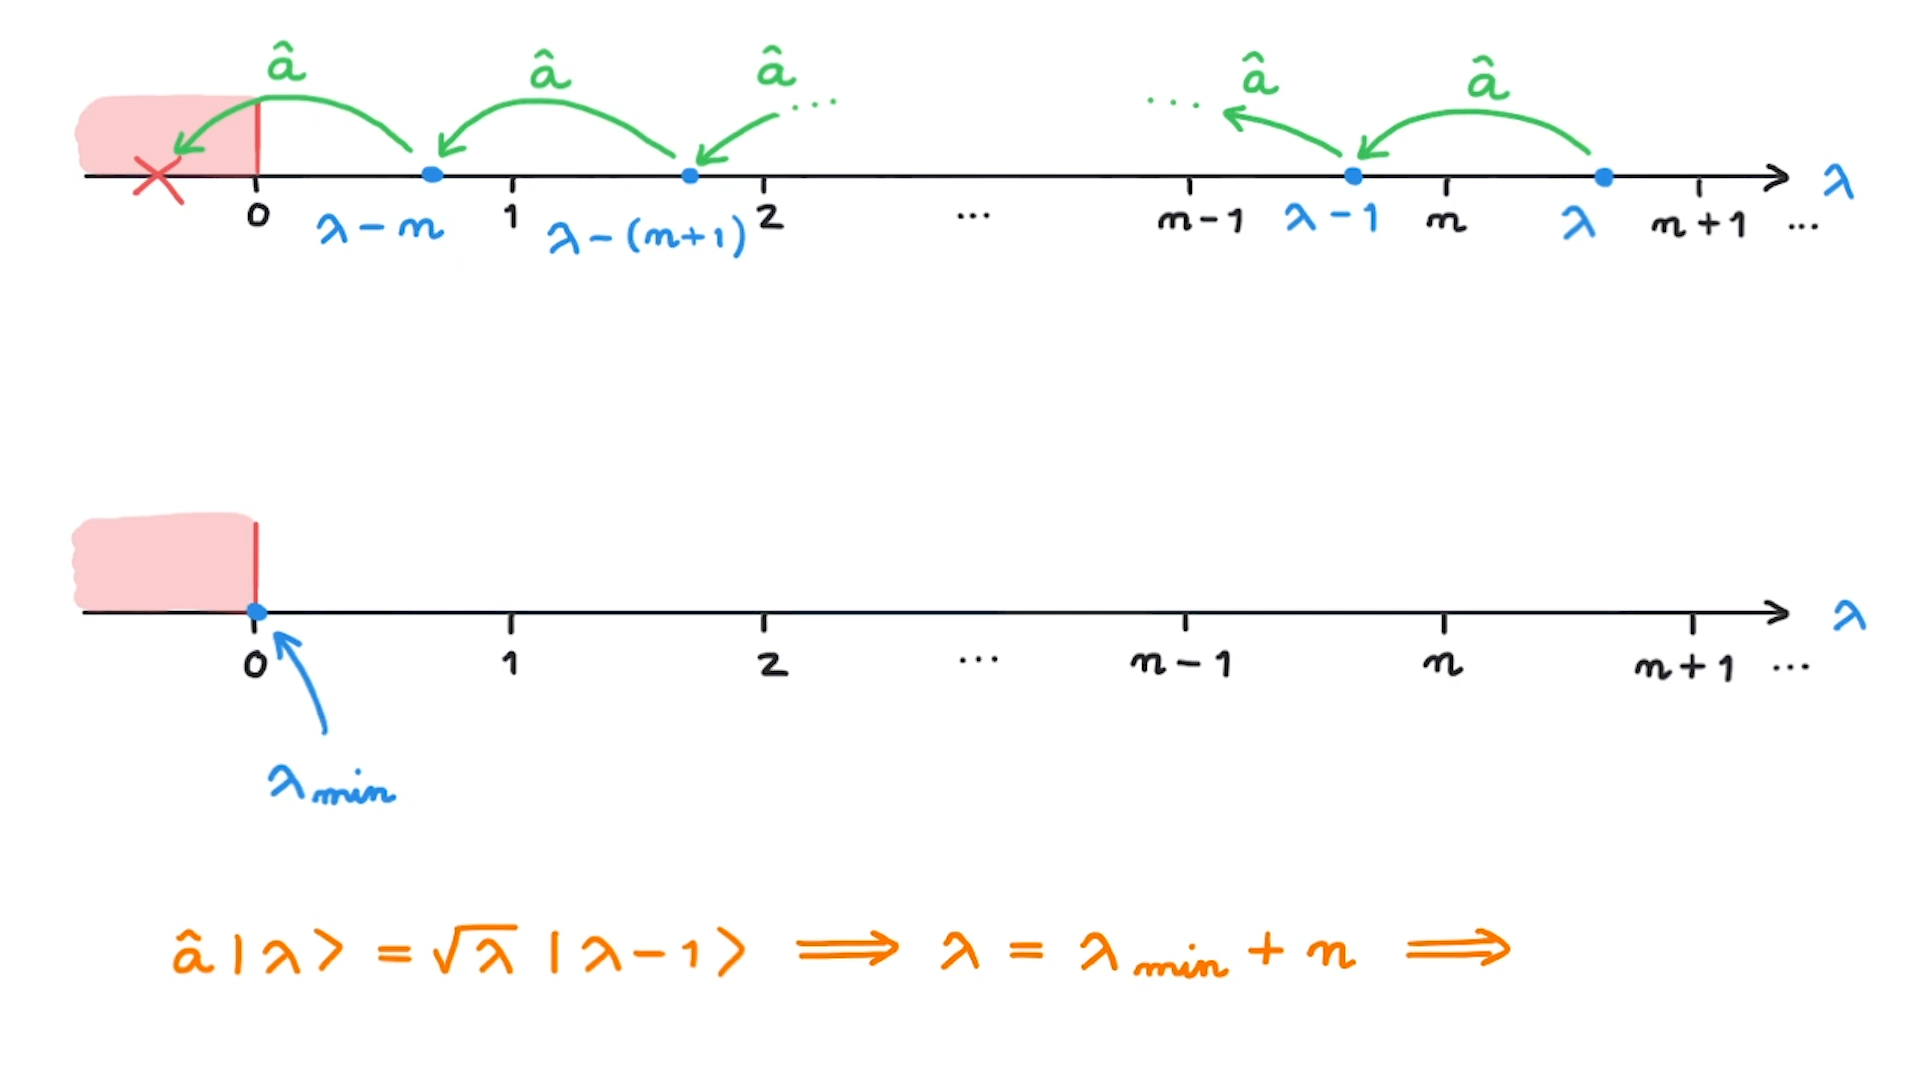 â â â ... ... â â
0 λ-n 1 λ-(n+1) 2 ... n-1 λ-1 n λ n+1 ... λ
0 1 2 ... n-1 n n+1 ... λ
λmin
â|λ> = √λ |λ-1> ⟹ λ = λmin + n ⟹